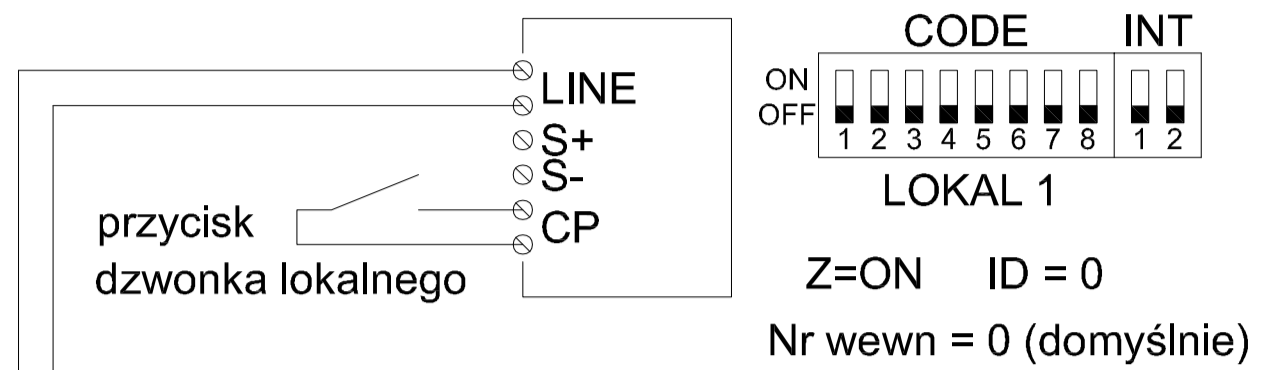 CODE INT
ON
OFF
1 2 3 4 5 6 7 8 1 2
LOKAL 1
LINE
S+
S-
CP
przycisk
dzwonka lokalnego
Z=ON ID = 0
Nr wewn = 0 (domyślnie)